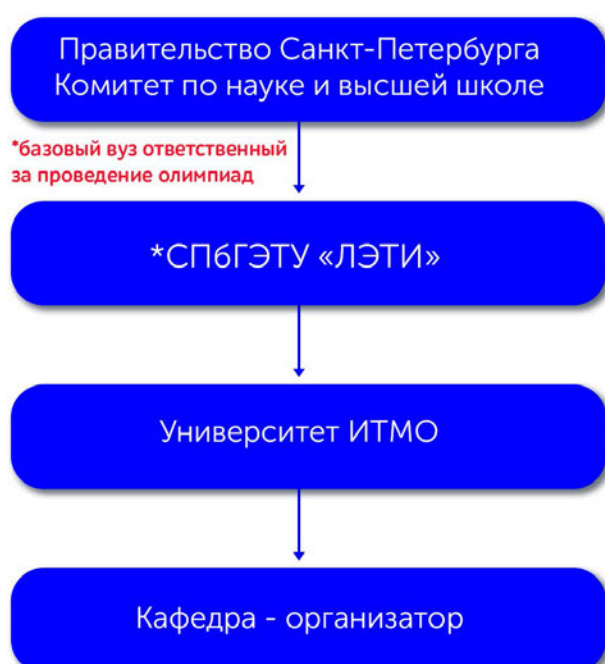 Правительство Санкт-Петербурга
Комитет по науке и высшей школе
*базовый вуз ответственный
за проведение олимпиад
*СПбГЭТУ «ЛЭТИ»
Университет ИТМО
Кафедра - организатор